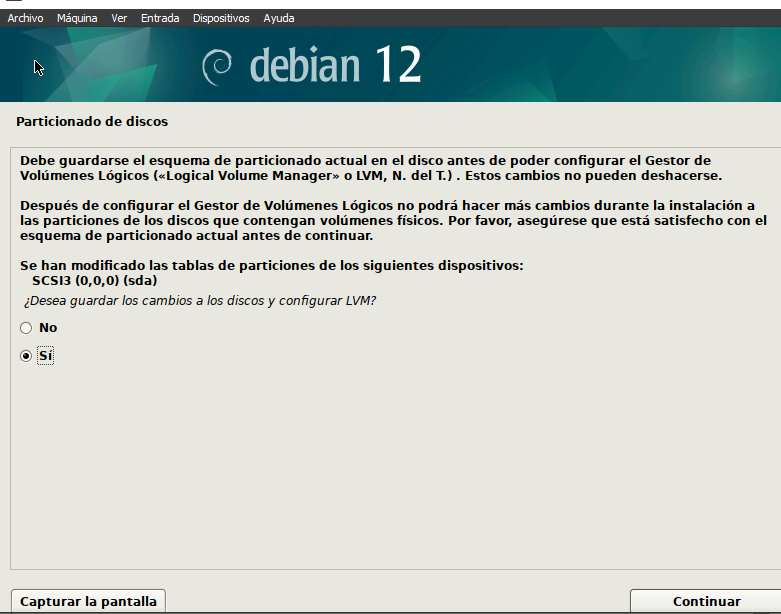 Archivo Máquina Ver Entrada Dispositivos Ayuda
debian 12
Particionado de discos
Debe guardarse el esquema de particionado actual en el disco antes de poder configurar el Gestor de
Volúmenes Lógicos («Logical Volume Manager» o LVM, N. del T.) . Estos cambios no pueden deshacerse.
Después de configurar el Gestor de Volúmenes Lógicos no podrá hacer más cambios durante la instalación a
las particiones de los discos que contengan volúmenes físicos. Por favor, asegúrese que está satisfecho con el
esquema de particionado actual antes de continuar.
Se han modificado las tablas de particiones de los siguientes dispositivos:
SCSI3 (0,0,0) (sda)
¿Desea guardar los cambios a los discos y configurar LVM?
No
Sí
Capturar la pantalla Continuar